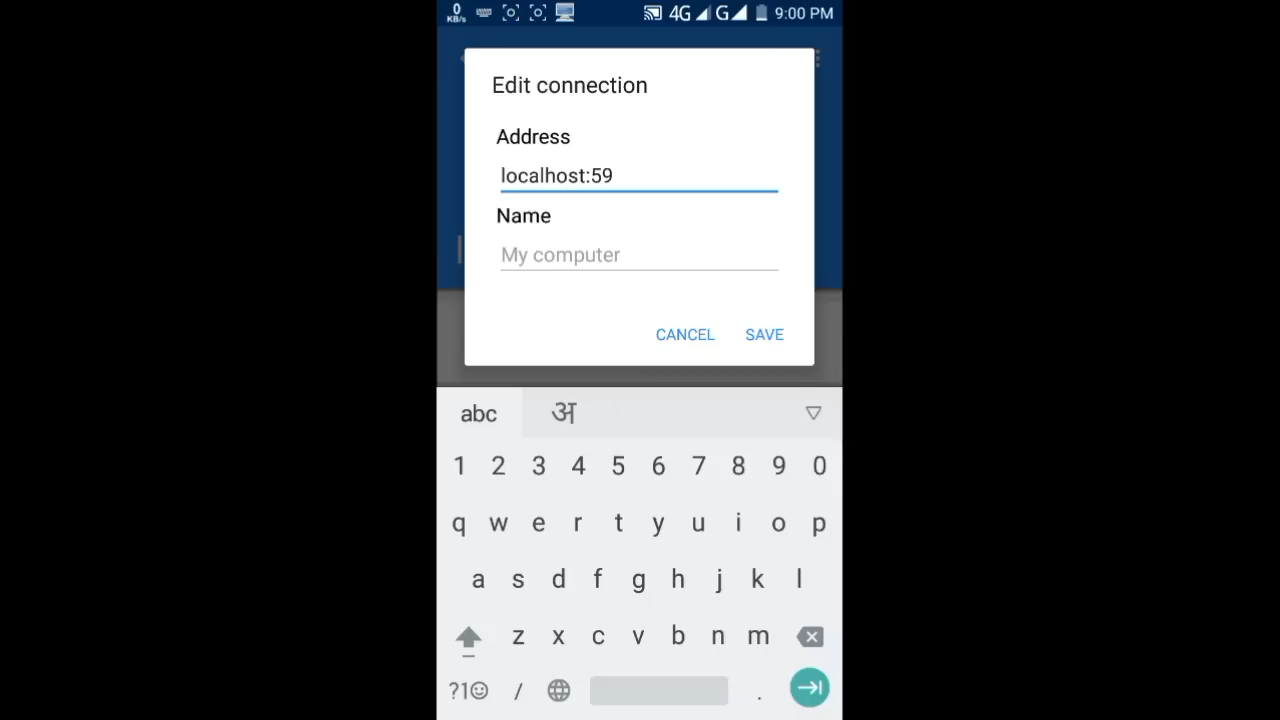 0 KB/s 4G G 9:00 PM
Edit connection
Address
localhost:59
Name
My computer
CANCEL SAVE
abc अ
1 2 3 4 5 6 7 8 9 0
q w e r t y u i o p
a s d f g h j k l
z x c v b n m
?1 / .